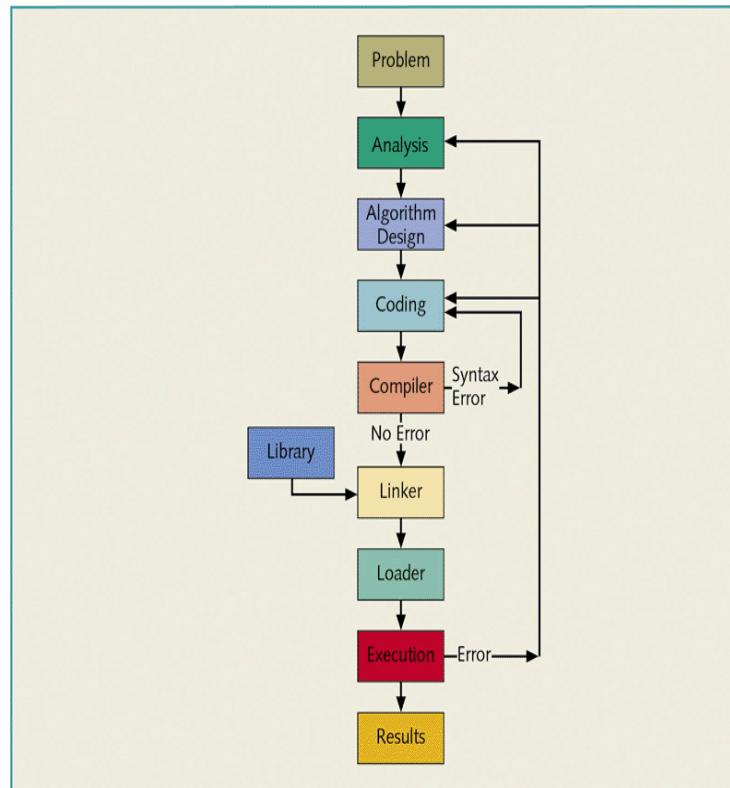 Problem
Analysis
Algorithm
Design
Coding
Compiler
Syntax
Error
No Error
Library
Linker
Loader
Execution
Error
Results